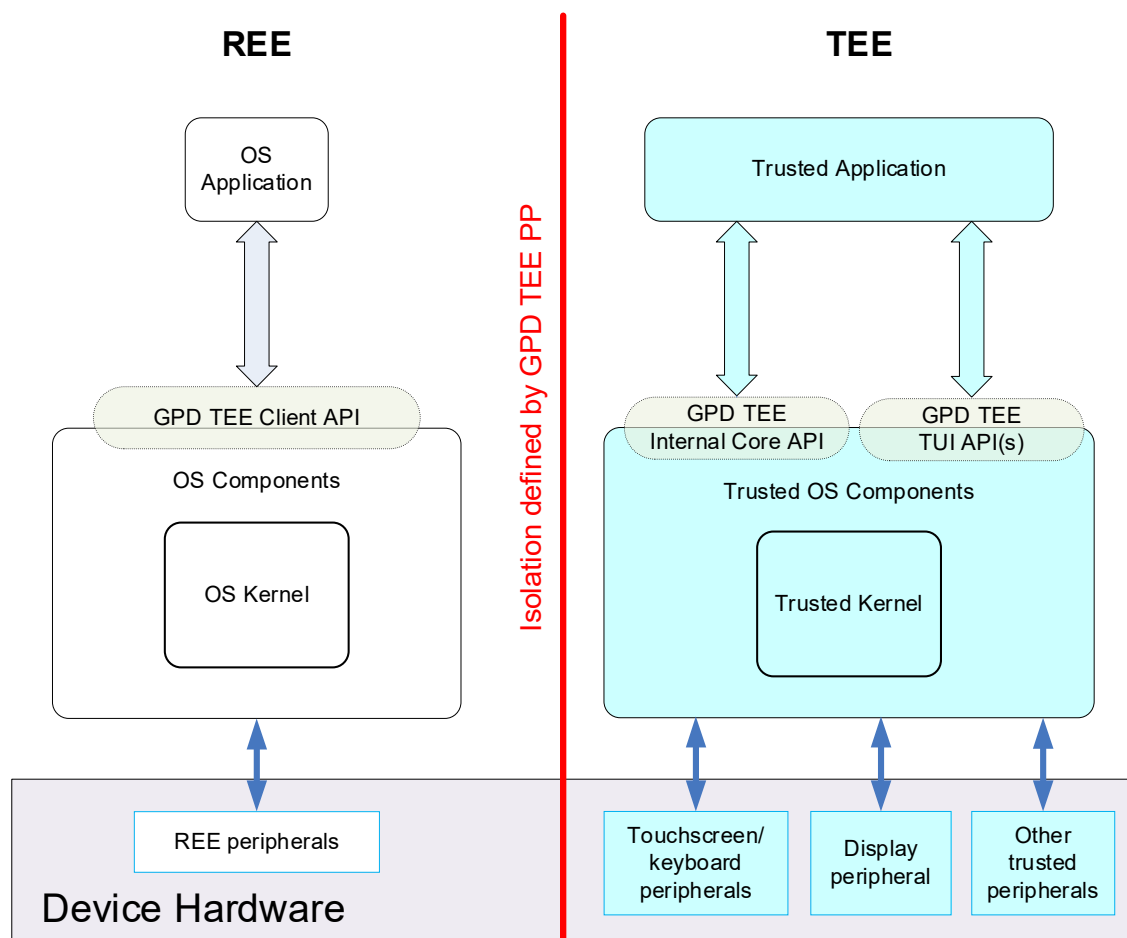 REE
TEE
OS
Application
Trusted Application
Isolation defined by GPD TEE PP
GPD TEE Client API
GPD TEE
Internal Core API
GPD TEE
TUI API(s)
OS Components
Trusted OS Components
OS Kernel
Trusted Kernel
REE peripherals
Touchscreen/
keyboard
peripherals
Display
peripheral
Other
trusted
peripherals
Device Hardware